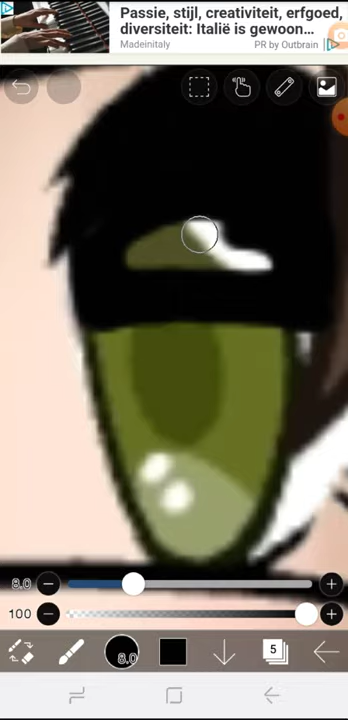 Passie, stijl, creativiteit, erfgoed,
diversiteit: Italië is gewoon...
Madeinitaly
PR by Outbrain
8.0
100
8.0
5